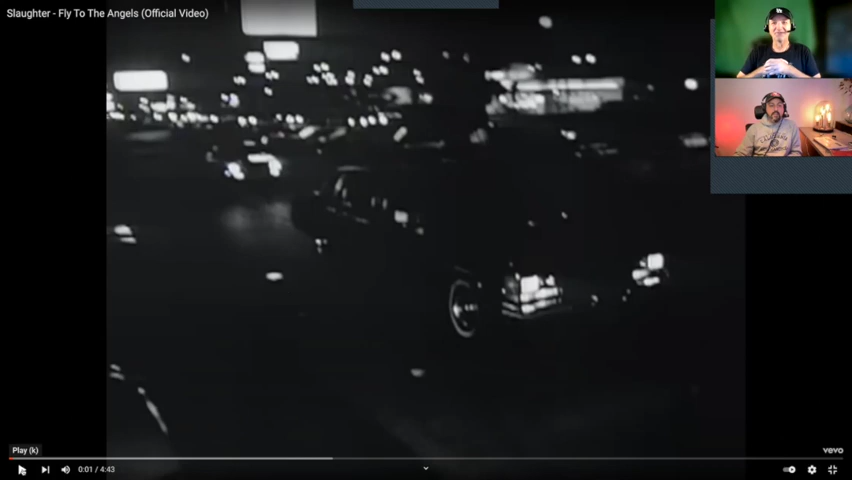 Slaughter - Fly To The Angels (Official Video)
Play (k)
vevo
0:01 / 4:43